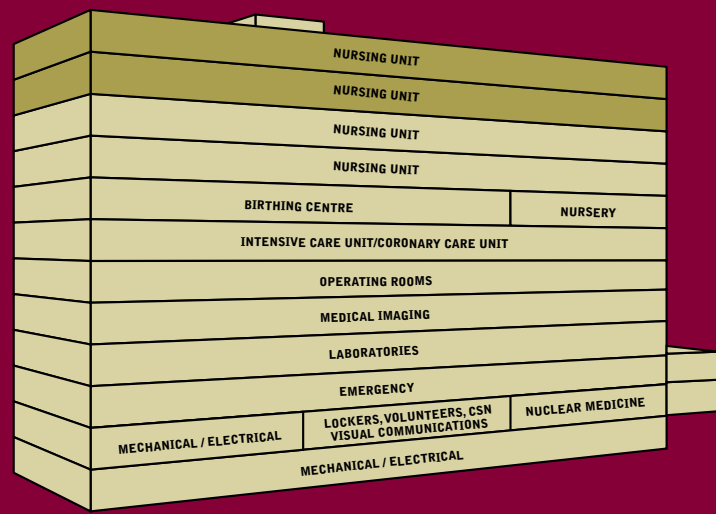 NURSING UNIT
NURSING UNIT
NURSING UNIT
NURSING UNIT
BIRTHING CENTRE
NURSERY
INTENSIVE CARE UNIT/CORONARY CARE UNIT
OPERATING ROOMS
MEDICAL IMAGING
LABORATORIES
EMERGENCY
MECHANICAL / ELECTRICAL
LOCKERS, VOLUNTEERS, CSN
VISUAL COMMUNICATIONS
NUCLEAR MEDICINE
MECHANICAL / ELECTRICAL